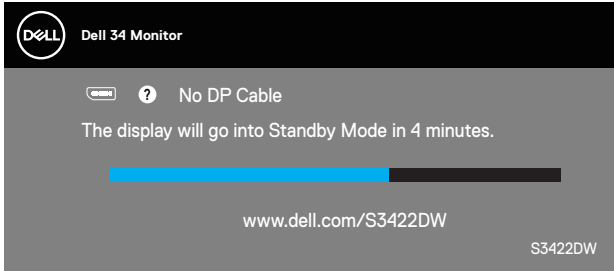 DELL
Dell 34 Monitor
? No DP Cable
The display will go into Standby Mode in 4 minutes.
www.dell.com/S3422DW
S3422DW